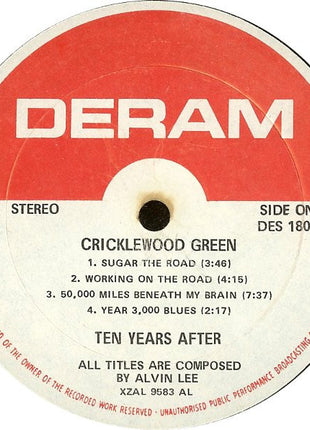 DERAM
STEREO
SIDE ON
DES 180
CRICKLEWOOD GREEN
1. SUGAR THE ROAD (3:46)
2. WORKING ON THE ROAD (4:15)
3. 50,000 MILES BENEATH MY BRAIN (7:37)
4. YEAR 3,000 BLUES (2:17)
TEN YEARS AFTER
ALL TITLES ARE COMPOSED
BY ALVIN LEE
XZAL 9583 AL
OF THE OWNER OF THE RECORDED WORK RESERVED - UNAUTHORISED PUBLIC PERFORMANCE BROADCASTING